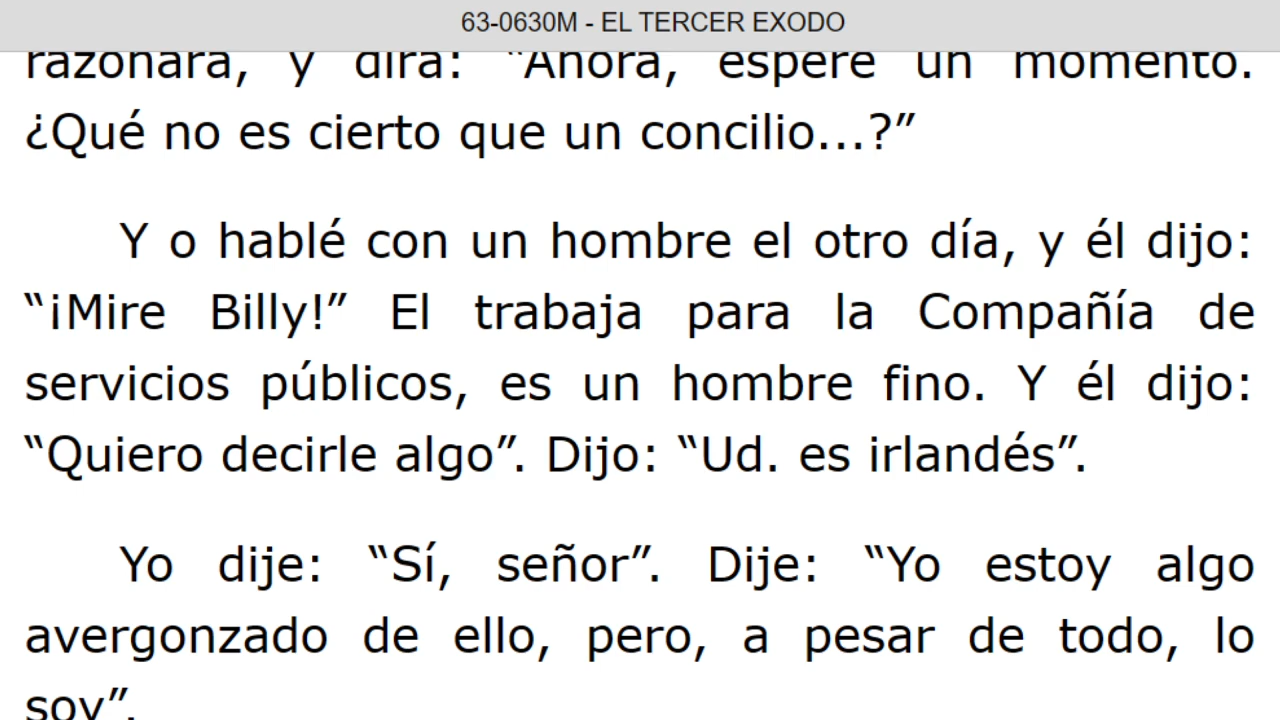 63-0630M - EL TERCER EXODO
razonará, y dirá: “Ahora, espere un momento.
¿Qué no es cierto que un concilio...?”
Y o hablé con un hombre el otro día, y él dijo:
“¡Mire Billy!” El trabaja para la Compañía de
servicios públicos, es un hombre fino. Y él dijo:
“Quiero decirle algo”. Dijo: “Ud. es irlandés”.
Yo dije: “Sí, señor”. Dije: “Yo estoy algo
avergonzado de ello, pero, a pesar de todo, lo
soy”.